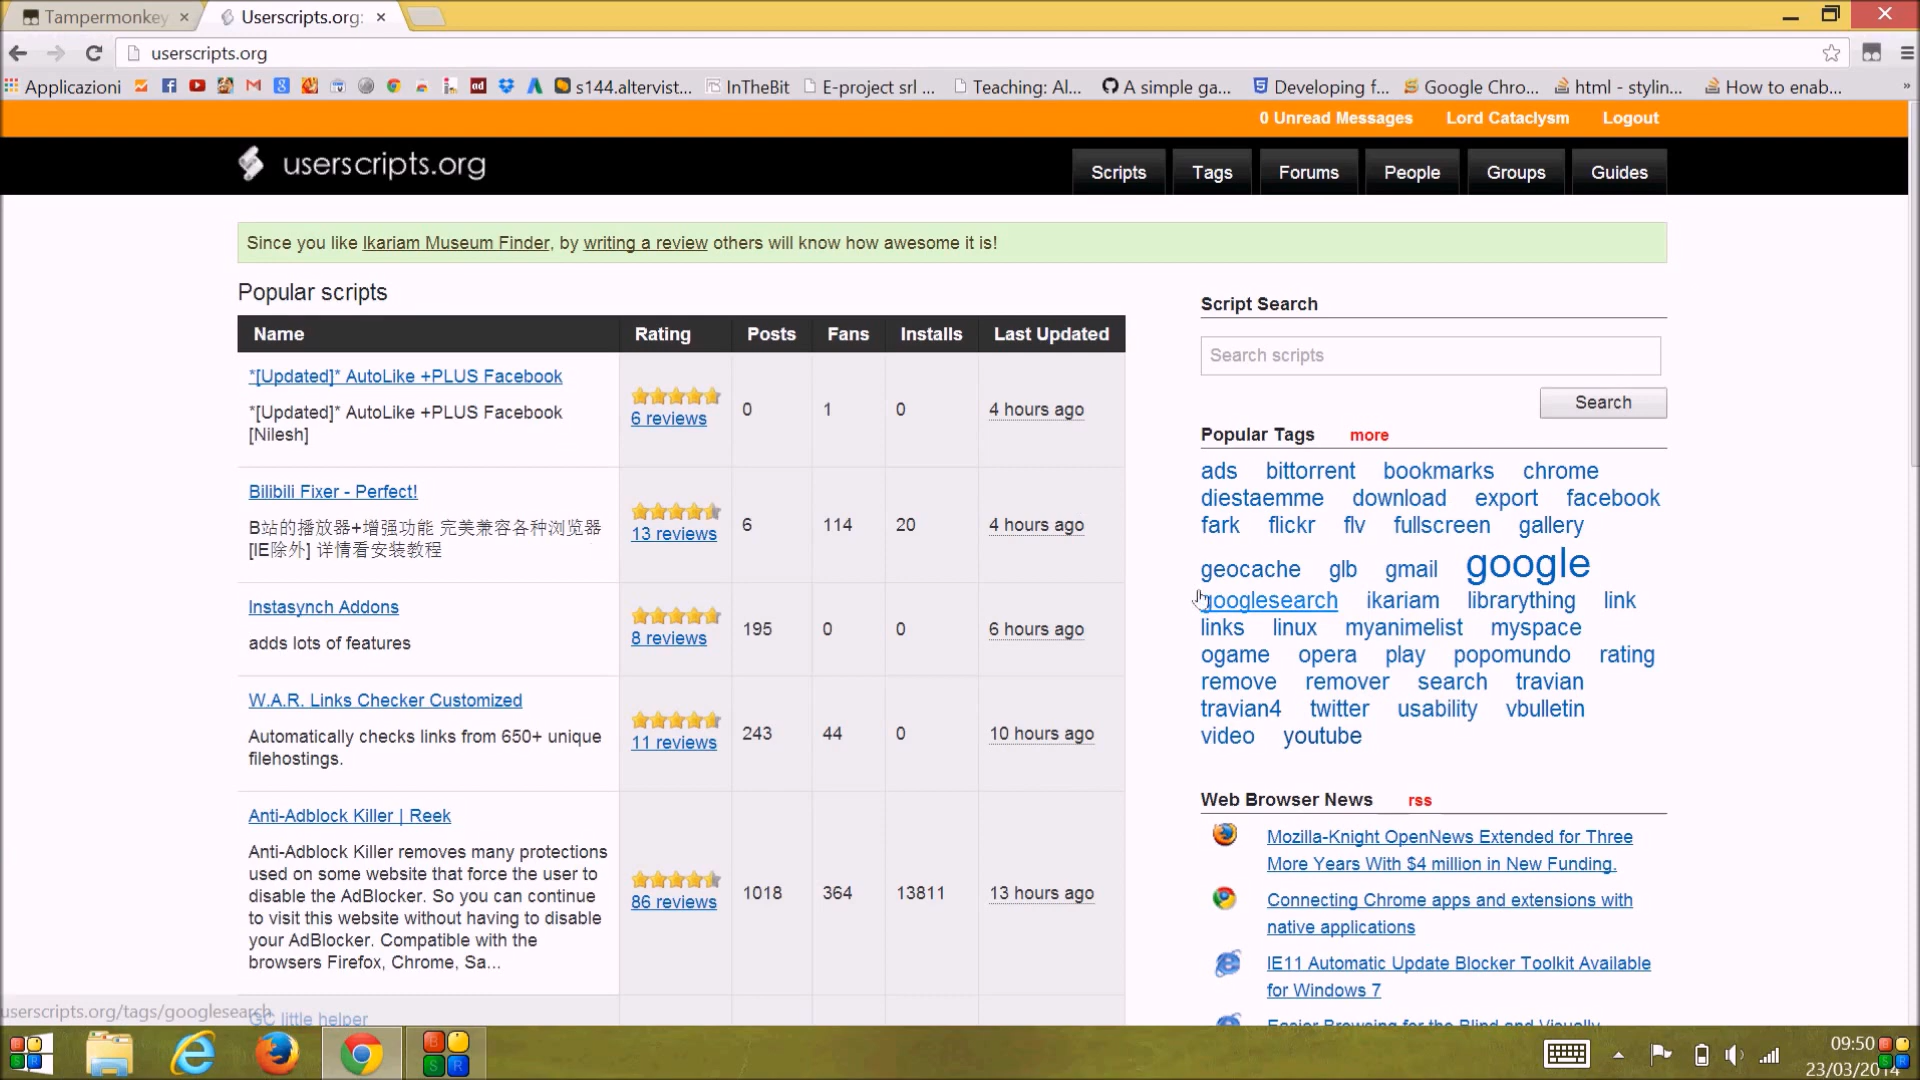 Tampermonkey
Userscripts.org:
userscripts.org
Applicazioni
s144.altervist...
InTheBit
E-project srl ...
Teaching: Al...
A simple ga...
Developing f...
Google Chro...
html - stylin...
How to enab...
»
0 Unread Messages Lord Cataclysm Logout
userscripts.org
Scripts Tags Forums People Groups Guides
Since you like Ikariam Museum Finder, by writing a review others will know how awesome it is!
Popular scripts
Name Rating Posts Fans Installs Last Updated
*[Updated]* AutoLike +PLUS Facebook
*[Updated]* AutoLike +PLUS Facebook
[Nilesh]
6 reviews
0 1 0 4 hours ago
Bilibili Fixer - Perfect!
B站的播放器+增强功能 完美兼容各种浏览器
[IE除外] 详情看安装教程
13 reviews
6 114 20 4 hours ago
Instasynch Addons
adds lots of features
8 reviews
195 0 0 6 hours ago
W.A.R. Links Checker Customized
Automatically checks links from 650+ unique
filehostings.
11 reviews
243 44 0 10 hours ago
Anti-Adblock Killer | Reek
Anti-Adblock Killer removes many protections
used on some website that force the user to
disable the AdBlocker. So you can continue
to visit this website without having to disable
your AdBlocker. Compatible with the
browsers Firefox, Chrome, Sa...
86 reviews
1018 364 13811 13 hours ago
GC little helper
Script Search
Search scripts
Search
Popular Tags more
ads bittorrent bookmarks chrome
diestaemme download export facebook
fark flickr flv fullscreen gallery
geocache glb gmail google
googlesearch ikariam librarything link
links linux myanimelist myspace
ogame opera play popomundo rating
remove remover search travian
travian4 twitter usability vbulletin
video youtube
Web Browser News rss
Mozilla-Knight OpenNews Extended for Three
More Years With $4 million in New Funding.
Connecting Chrome apps and extensions with
native applications
IE11 Automatic Update Blocker Toolkit Available
for Windows 7
Easier Browsing for the Blind and Visually
userscripts.org/tags/googlesearch
09:50
23/03/2014